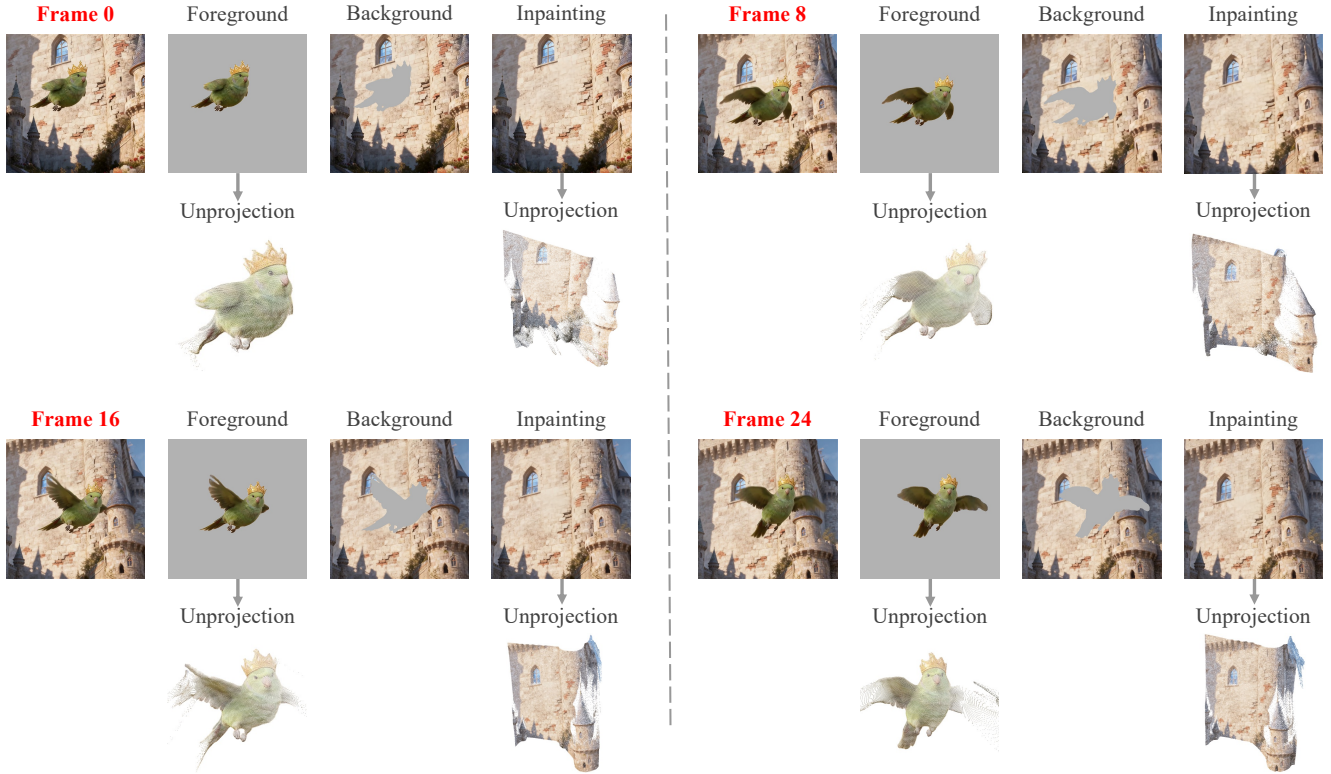 Frame 0 Foreground Background Inpainting
Unprojection Unprojection
Frame 8 Foreground Background Inpainting
Unprojection Unprojection
Frame 16 Foreground Background Inpainting
Unprojection Unprojection
Frame 24 Foreground Background Inpainting
Unprojection Unprojection